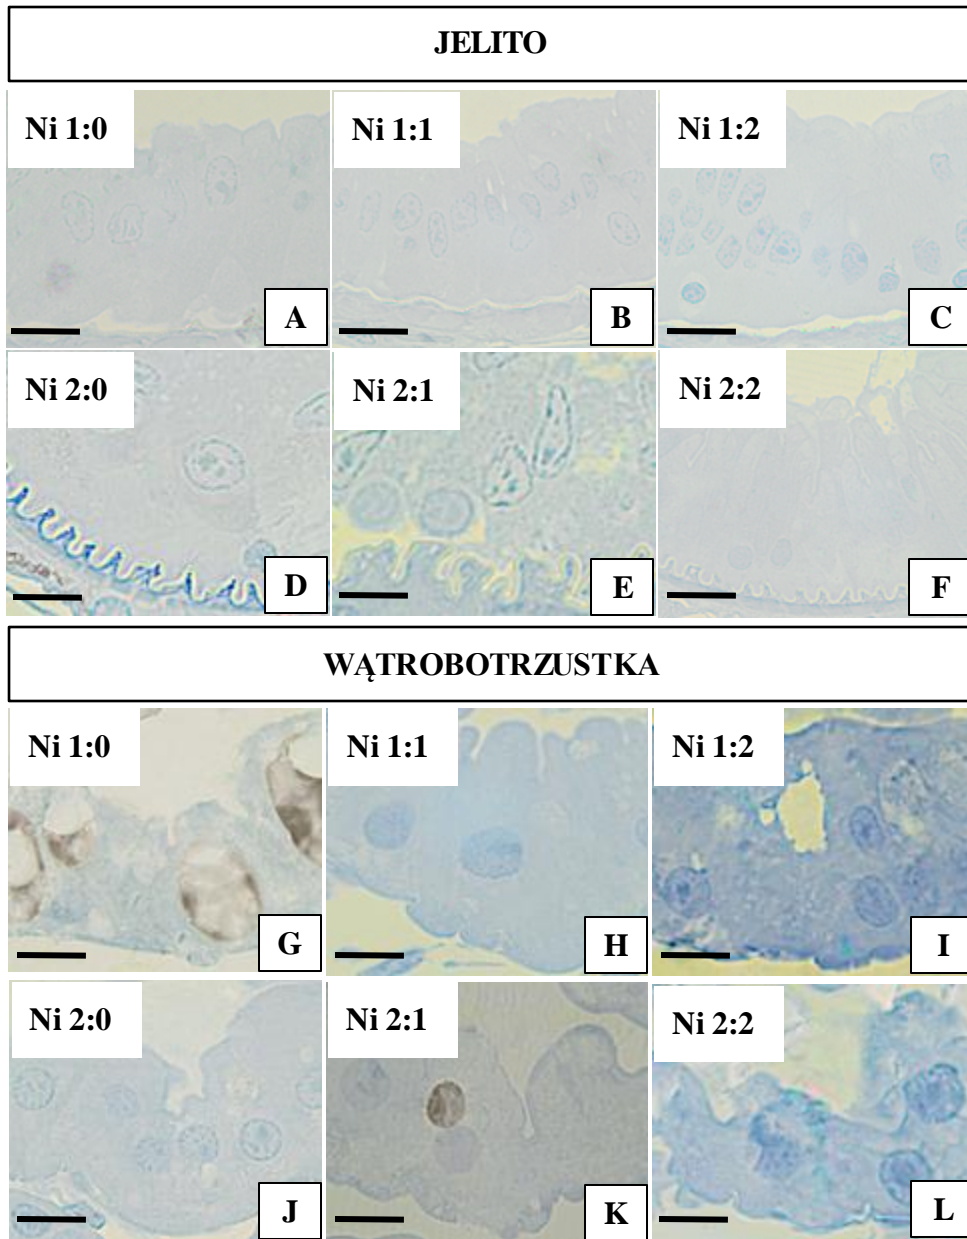 JELITO
Ni 1:0
Ni 1:1
Ni 1:2
A
B
C
Ni 2:0
Ni 2:1
Ni 2:2
D
E
F
WĄTROBOTRZUSTKA
Ni 1:0
Ni 1:1
Ni 1:2
G
H
I
Ni 2:0
Ni 2:1
Ni 2:2
J
K
L